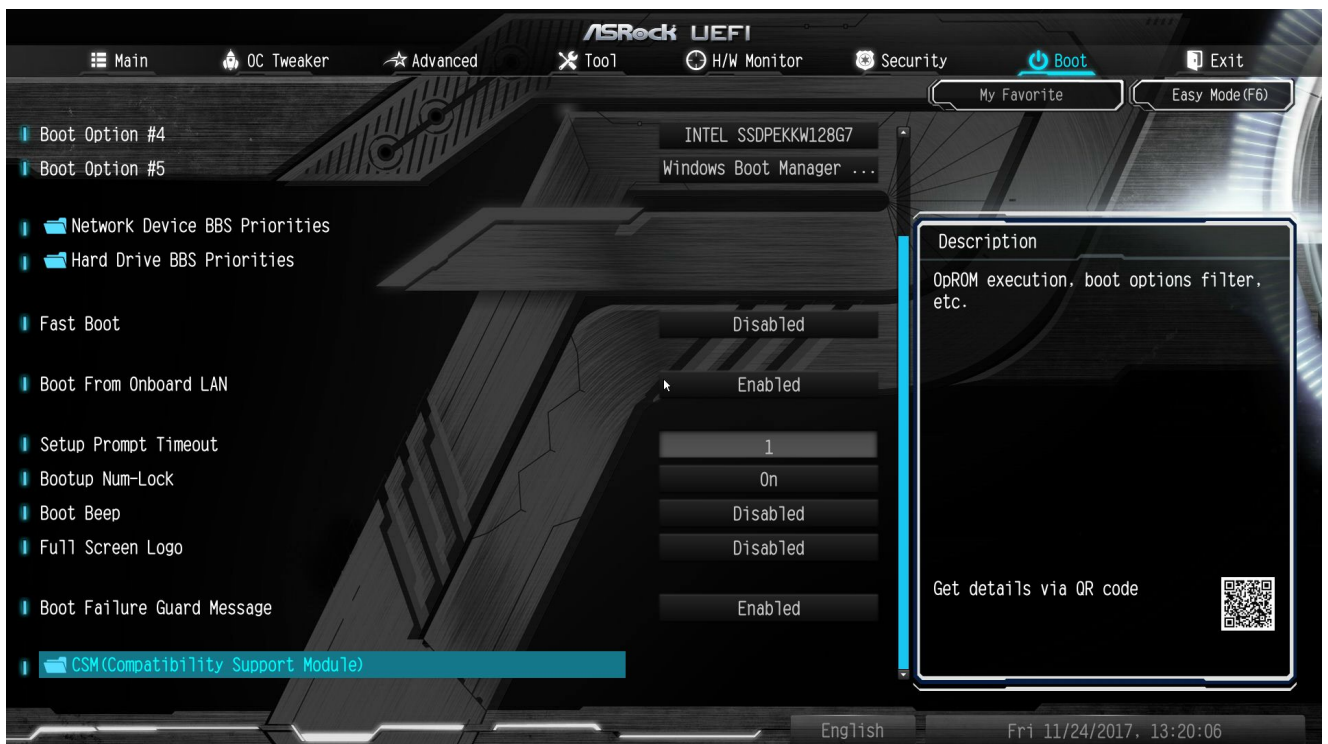 ASRock UEFI
Main OC Tweaker Advanced Tool H/W Monitor Security Boot Exit
My Favorite Easy Mode(F6)
Boot Option #4 INTEL SSDPEKKW128G7
Boot Option #5 Windows Boot Manager ...
Network Device BBS Priorities
Hard Drive BBS Priorities
Fast Boot Disabled
Boot From Onboard LAN Enabled
Setup Prompt Timeout 1
Bootup Num-Lock On
Boot Beep Disabled
Full Screen Logo Disabled
Boot Failure Guard Message Enabled
CSM(Compatibility Support Module)
Description
OpROM execution, boot options filter,
etc.
Get details via QR code
English Fri 11/24/2017, 13:20:06